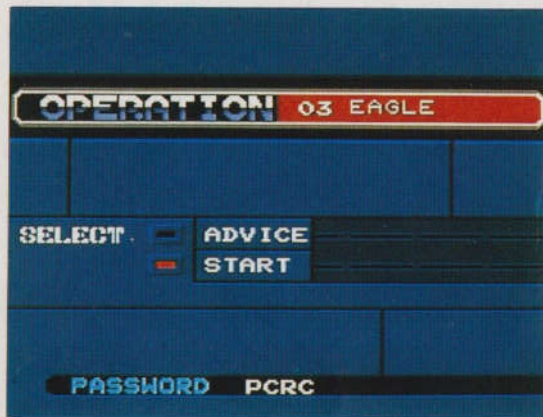 OPERATION 03 EAGLE
SELECT. ADVICE
START
PASSWORD PCRC